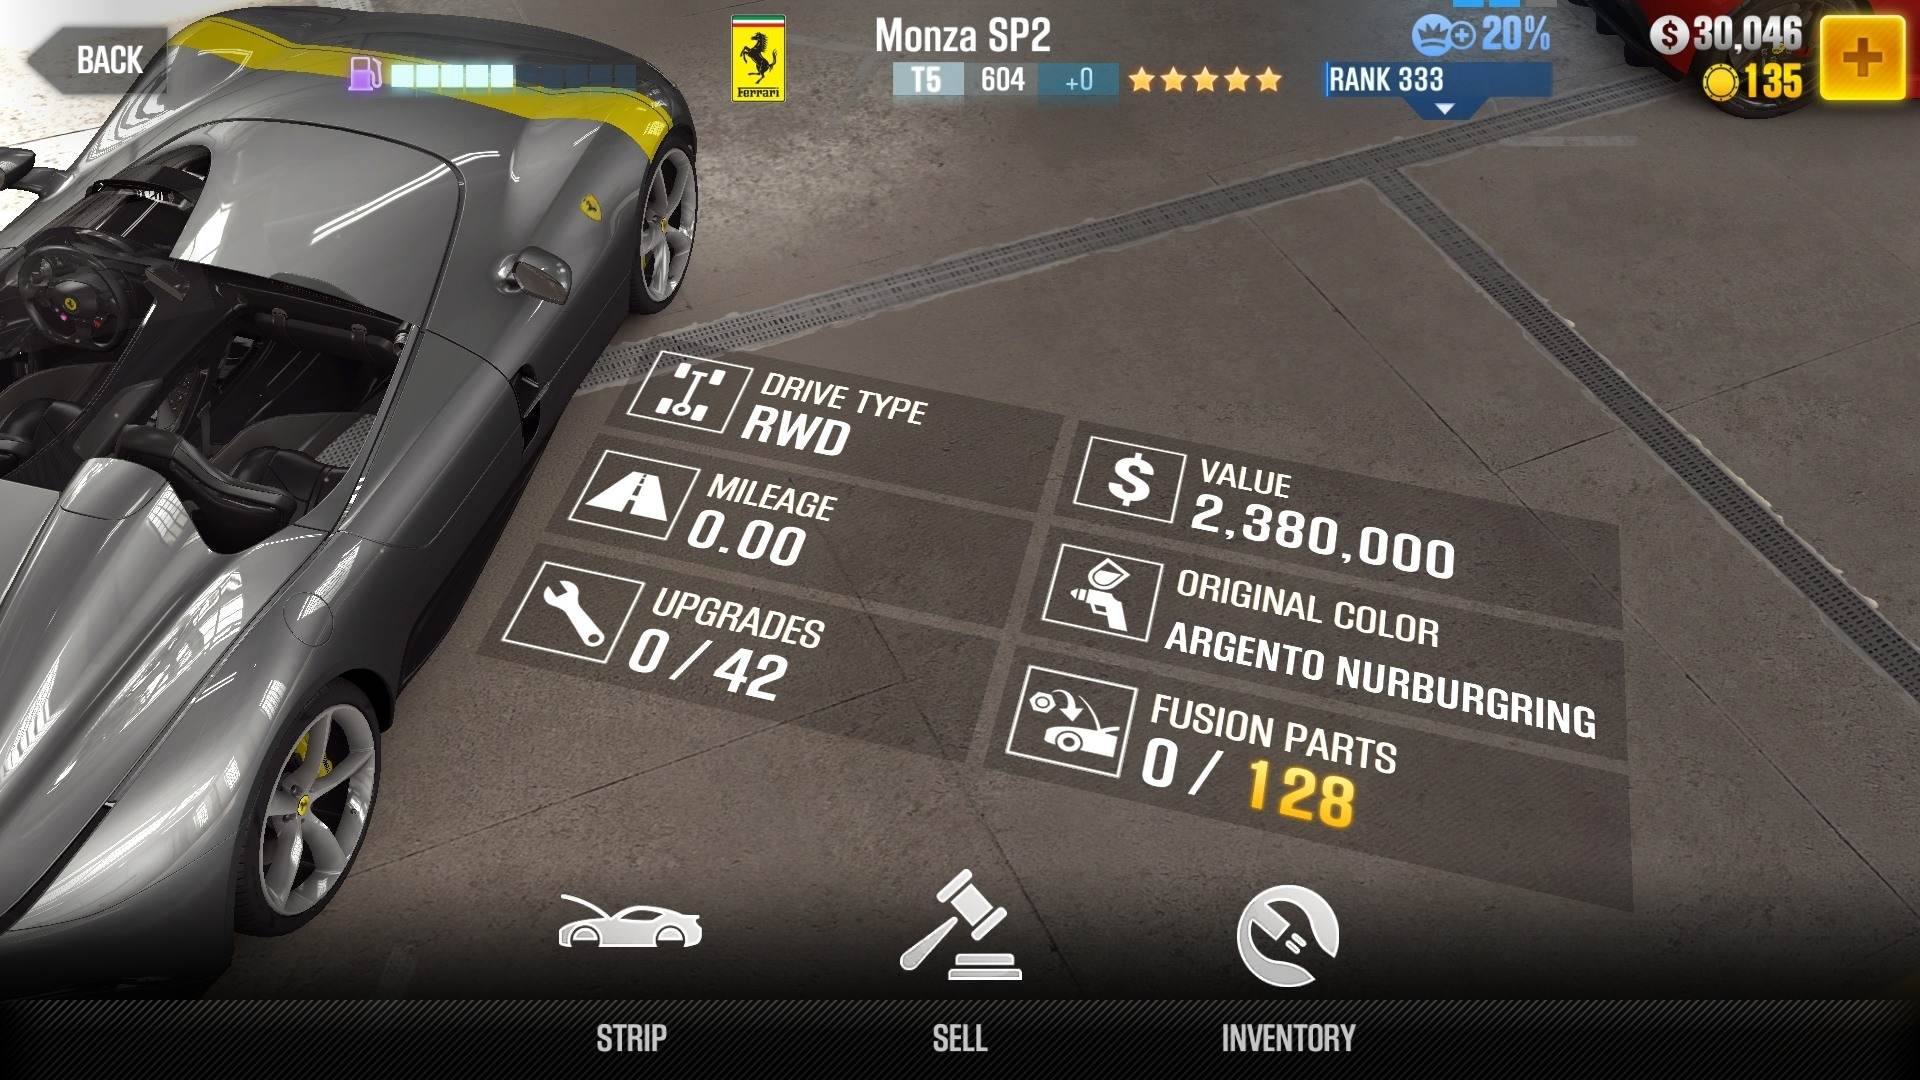 BACK
Ferrari
Monza SP2
T5 604 +0
20%
RANK 333
$ 30,046
135
DRIVE TYPE
RWD
MILEAGE
0.00
UPGRADES
0 / 42
$ VALUE
2,380,000
ORIGINAL COLOR
ARGENTO NURBURGRING
FUSION PARTS
0 / 128
STRIP
SELL
INVENTORY